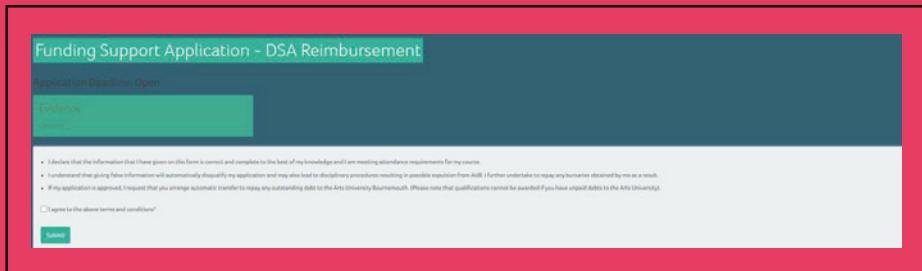 Funding Support Application - DSA Reimbursement
Application Deadline: Open
Evidence
I declare that the information that I have given on this form is correct and complete to the best of my knowledge and I am meeting attendance requirements for my course.
I understand that giving false information will automatically disqualify my application and may also lead to disciplinary procedures resulting in possible expulsion from AUB. I further undertake to repay any bursaries obtained by me as a result.
If my application is approved, I request that you arrange automatic transfer to repay any outstanding debt to the Arts University Bournemouth. (Please note that qualifications cannot be awarded if you have unpaid debts to the Arts University).
I agree to the above terms and conditions*
Submit